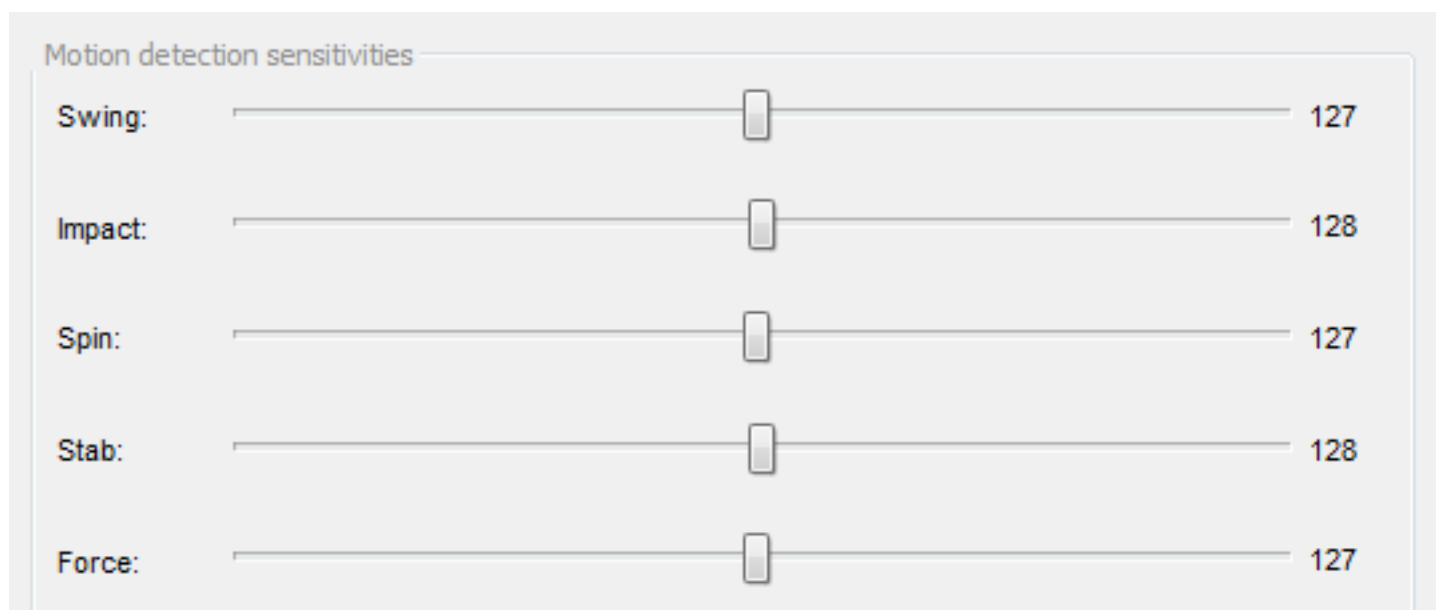 Motion detection sensitivities
Swing: 127
Impact: 128
Spin: 127
Stab: 128
Force: 127